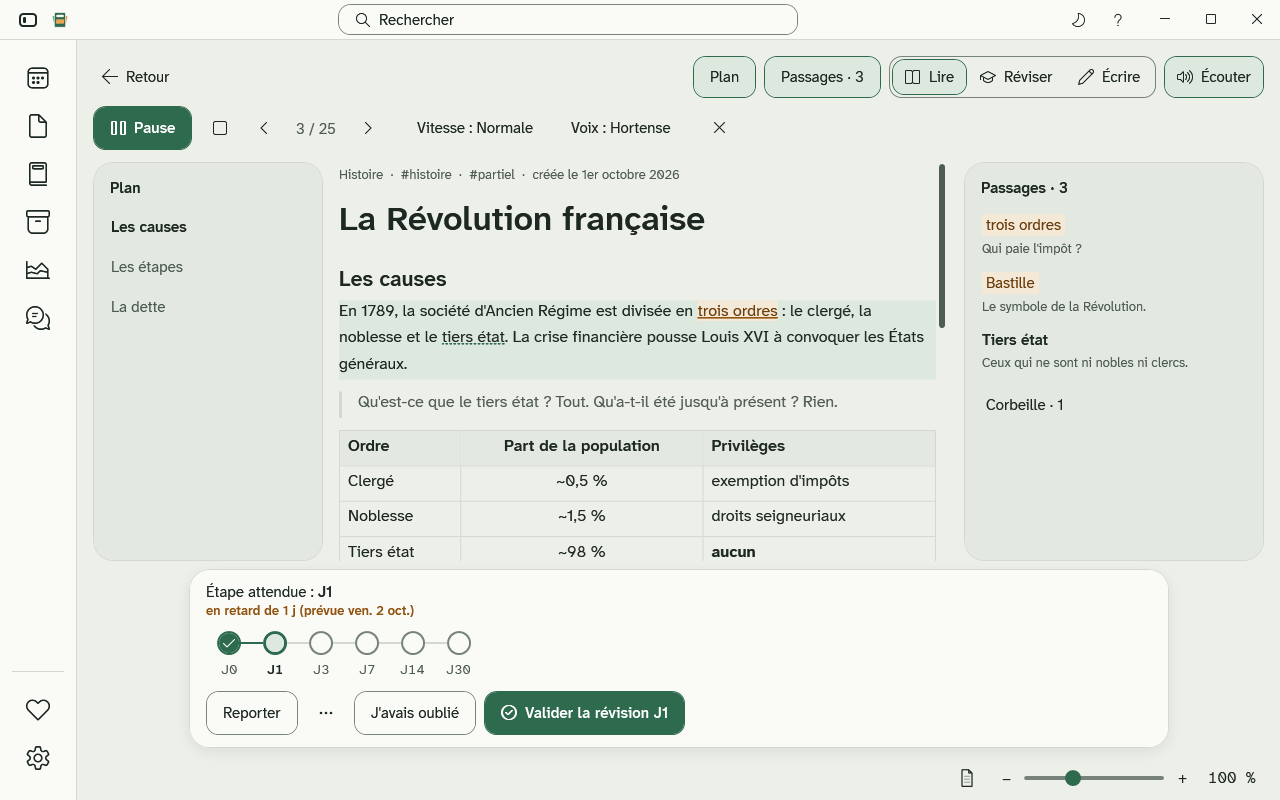 Rechercher
?
Retour
Plan
Passages · 3
Lire
Réviser
Écrire
Écouter
Pause
3 / 25
Vitesse : Normale
Voix : Hortense
Plan
Les causes
Les étapes
La dette
Histoire · #histoire · #partiel · créée le 1er octobre 2026
La Révolution française
Les causes
En 1789, la société d'Ancien Régime est divisée en trois ordres : le clergé, la
noblesse et le tiers état. La crise financière pousse Louis XVI à convoquer les États
généraux.
Qu'est-ce que le tiers état ? Tout. Qu'a-t-il été jusqu'à présent ? Rien.
Ordre Part de la population Privilèges
Clergé ~0,5 % exemption d'impôts
Noblesse ~1,5 % droits seigneuriaux
Tiers état ~98 % aucun
Passages · 3
trois ordres
Qui paie l'impôt ?
Bastille
Le symbole de la Révolution.
Tiers état
Ceux qui ne sont ni nobles ni clercs.
Corbeille · 1
Étape attendue : J1
en retard de 1 j (prévue ven. 2 oct.)
J0 J1 J3 J7 J14 J30
Reporter
···
J'avais oublié
Valider la révision J1
− + 100 %